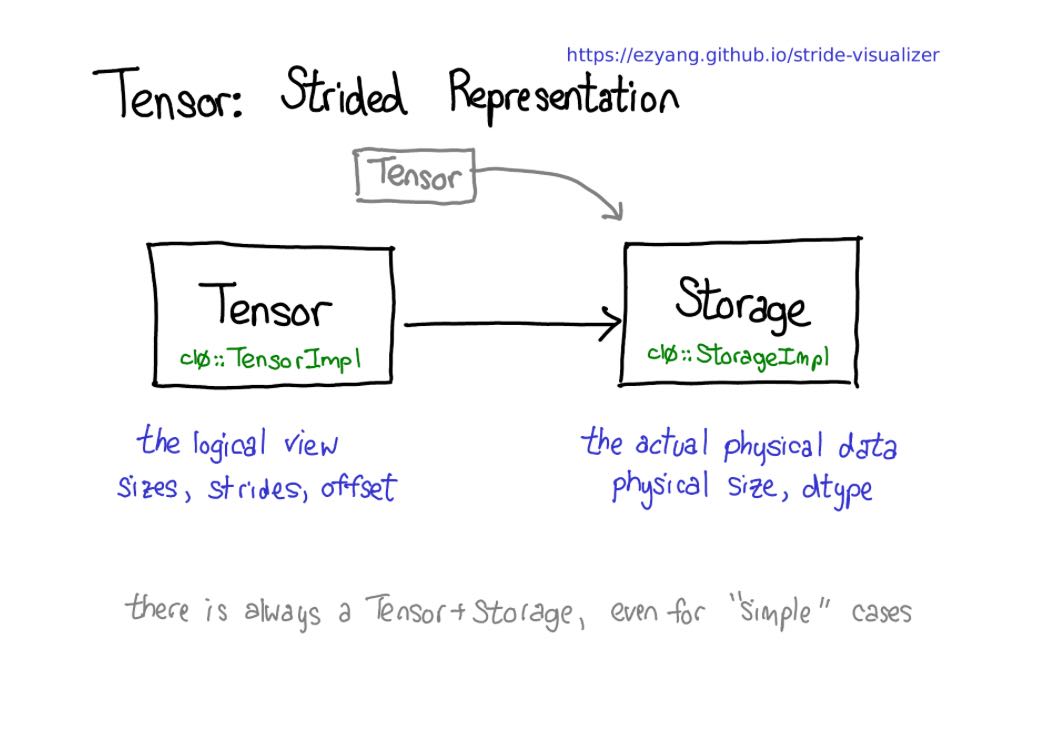 https://ezyang.github.io/stride-visualizer
Tensor: Strided Representation
Tensor
Tensor
c10::TensorImpl
Storage
c10::StorageImpl
the logical view
sizes, strides, offset
the actual physical data
physical size, dtype
there is always a Tensor+Storage, even for "simple" cases